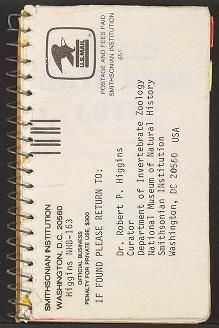 SMITHSONIAN INSTITUTION
WASHINGTON, D.C. 20560
Higgins NHB-163
OFFICIAL BUSINESS
PENALTY FOR PRIVATE USE, $300
U.S.MAIL
POSTAGE AND FEES PAID
SMITHSONIAN INSTITUTION
651
IF FOUND PLEASE RETURN TO:
Dr. Robert P. Higgins
Curator
Department of Invertebrate Zoology
National Museum of Natural History
Smithsonian INstitution
Washington, DC 20560 USA